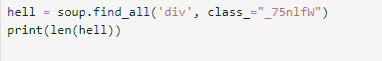 hell = soup.find_all('div', class_="_75nlfW")
print(len(hell))